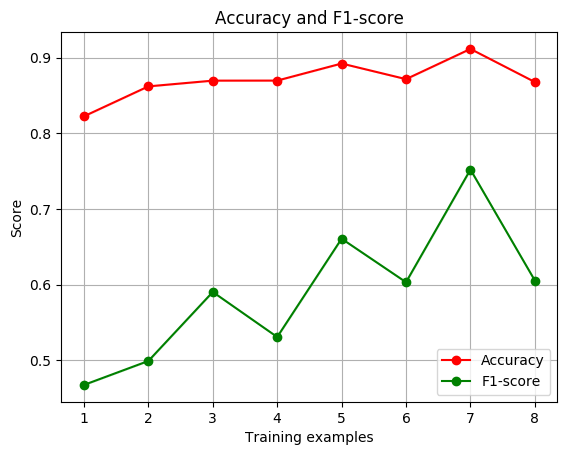 Accuracy and F1-score
Score
0.9
0.8
0.7
0.6
0.5
Accuracy
F1-score
1 2 3 4 5 6 7 8
Training examples